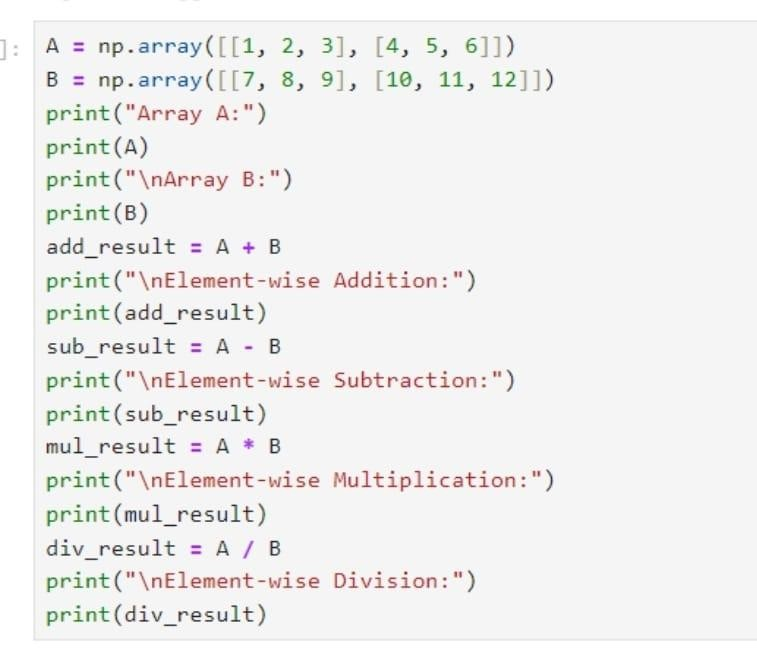 ]:
A = np.array([[1, 2, 3], [4, 5, 6]])
B = np.array([[7, 8, 9], [10, 11, 12]])
print("Array A:")
print(A)
print("\nArray B:")
print(B)
add_result = A + B
print("\nElement-wise Addition:")
print(add_result)
sub_result = A - B
print("\nElement-wise Subtraction:")
print(sub_result)
mul_result = A * B
print("\nElement-wise Multiplication:")
print(mul_result)
div_result = A / B
print("\nElement-wise Division:")
print(div_result)